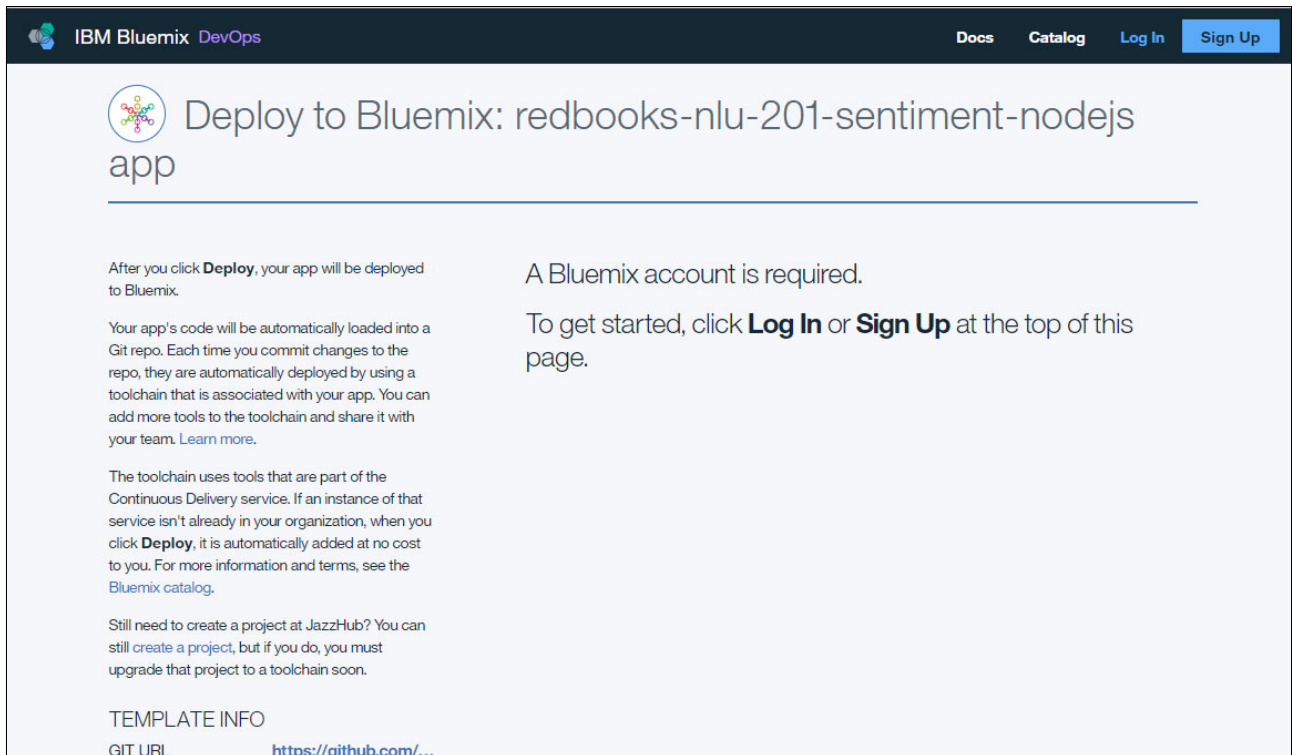 IBM Bluemix DevOps Docs Catalog Log In Sign Up
Deploy to Bluemix: redbooks-nlu-201-sentiment-nodejs
app
After you click Deploy, your app will be deployed
to Bluemix.
Your app's code will be automatically loaded into a
Git repo. Each time you commit changes to the
repo, they are automatically deployed by using a
toolchain that is associated with your app. You can
add more tools to the toolchain and share it with
your team. Learn more.
The toolchain uses tools that are part of the
Continuous Delivery service. If an instance of that
service isn't already in your organization, when you
click Deploy, it is automatically added at no cost
to you. For more information and terms, see the
Bluemix catalog.
Still need to create a project at JazzHub? You can
still create a project, but if you do, you must
upgrade that project to a toolchain soon.
TEMPLATE INFO
GIT URL https://github.com/...
A Bluemix account is required.
To get started, click Log In or Sign Up at the top of this
page.